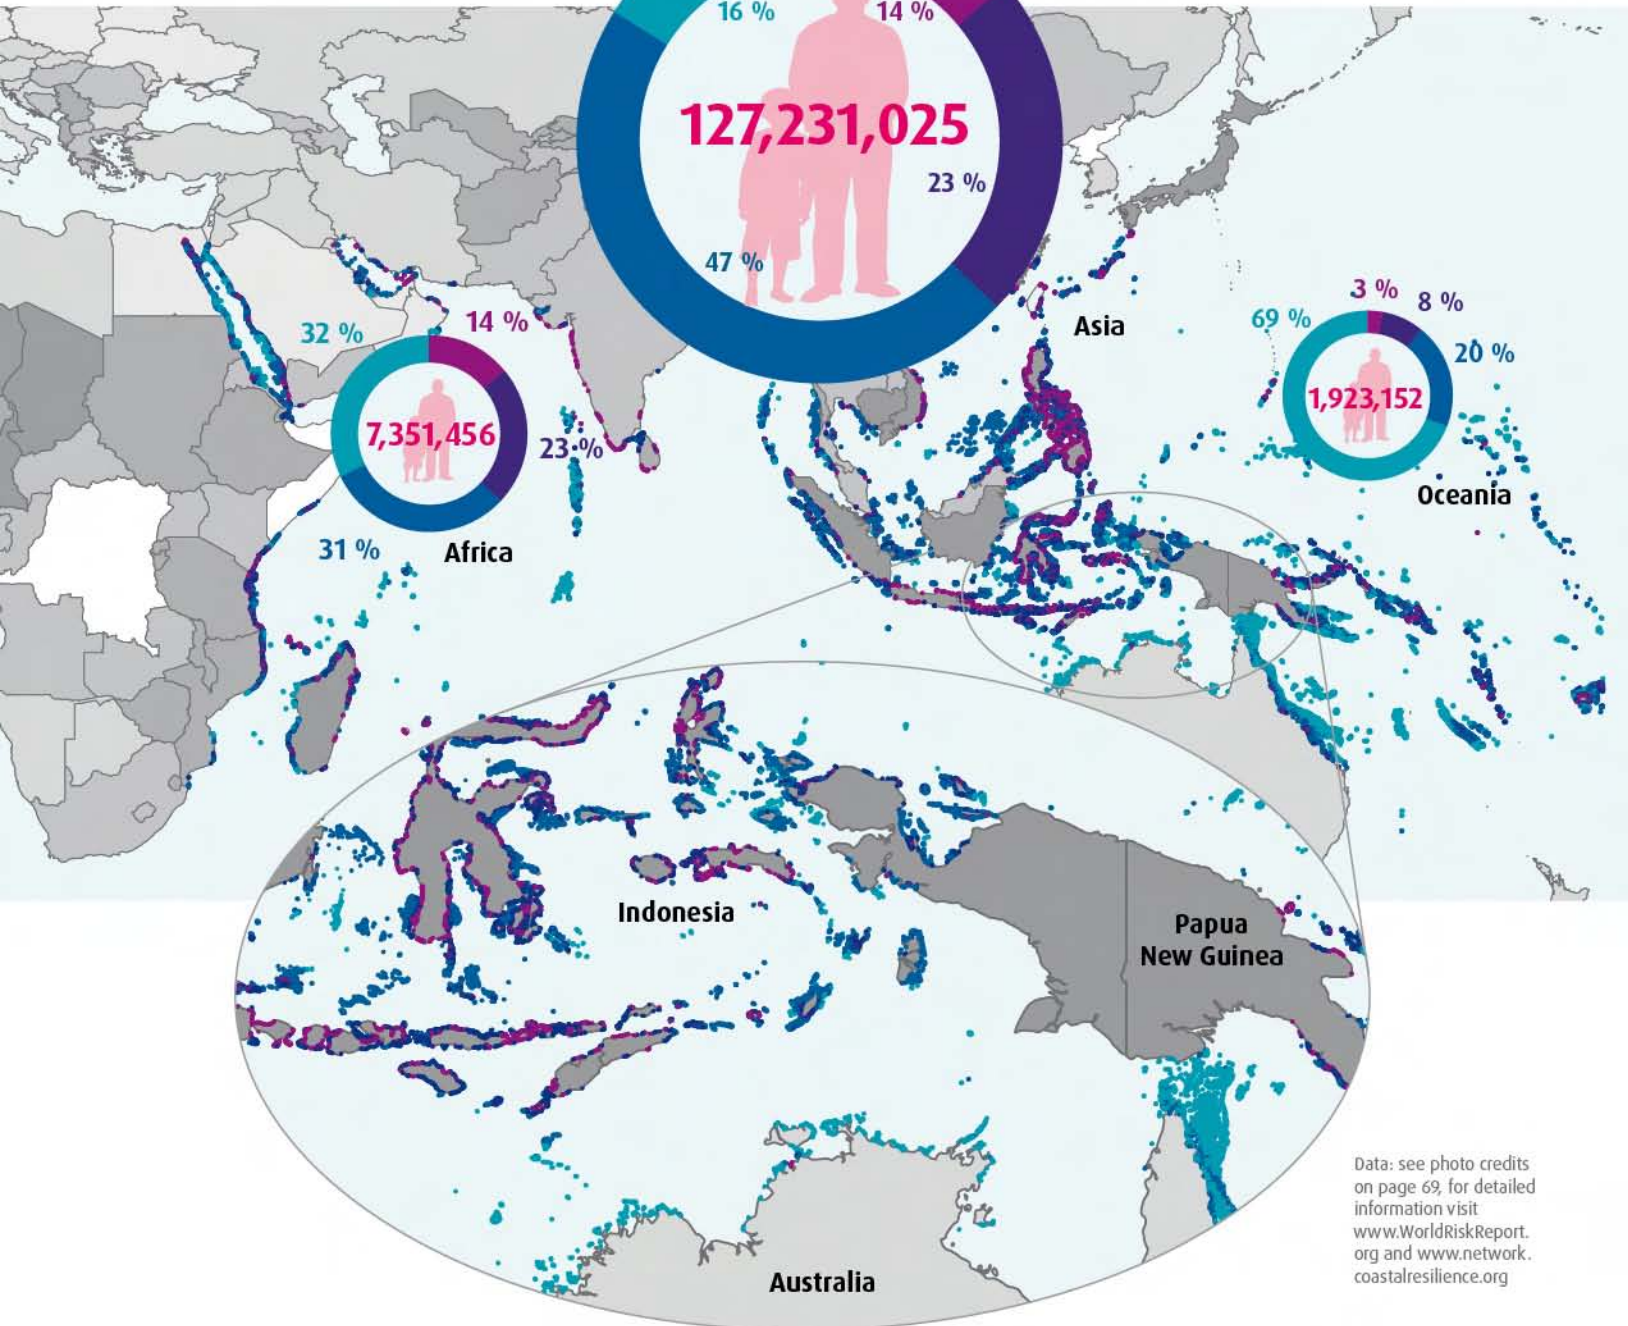 16 %
14 %
127,231,025
23 %
47 %
Asia
32 %
14 %
7,351,456
23 %
31 %
Africa
3 %
8 %
69 %
20 %
1,923,152
Oceania
Indonesia
Papua
New Guinea
Australia
Data: see photo credits
on page 69, for detailed
information visit
www.WorldRiskReport.
org and www.network.
coastalresilience.org